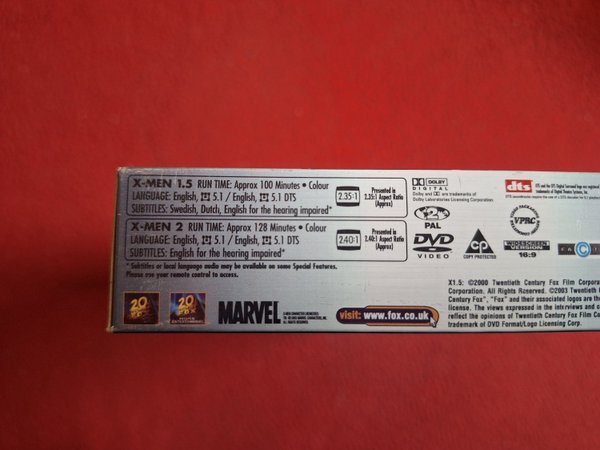 X-MEN 1.5 RUN TIME: Approx 100 Minutes • Colour
LANGUAGE: English, 5.1 / English, 5.1 DTS
SUBTITLES: Swedish, Dutch, English for the hearing impaired*
2.35:1
Presented in
2.35:1 Aspect Ratio
(Approx)
X-MEN 2 RUN TIME: Approx 128 Minutes • Colour
LANGUAGE: English, 5.1 / English, 5.1 DTS
SUBTITLES: English for the hearing impaired*
2.40:1
Presented in
2.40:1 Aspect Ratio
(Approx)
* Subtitles or local language audio may be available on some Special Features.
Please use your remote control to access.
DOLBY
DIGITAL
Dolby and are trademarks of
Dolby Laboratories Licensing Corporation.
dts
2
PAL
DVD
VIDEO
CP
COPY PROTECTED
VPRC
WIDESCREEN
VERSION
16:9
20
FOX
20
FOX
MARVEL
visit: www.fox.co.uk
X1.5: ©2000 Twentieth Century Fox Film
Corporation. All Rights Reserved. ©2003 Twentieth
Century Fox", "Fox" and their associated logos are the
license. The views expressed in the interviews and
reflect the opinions of Twentieth Century Fox Film
trademark of DVD Format/Logo Licensing Corp.